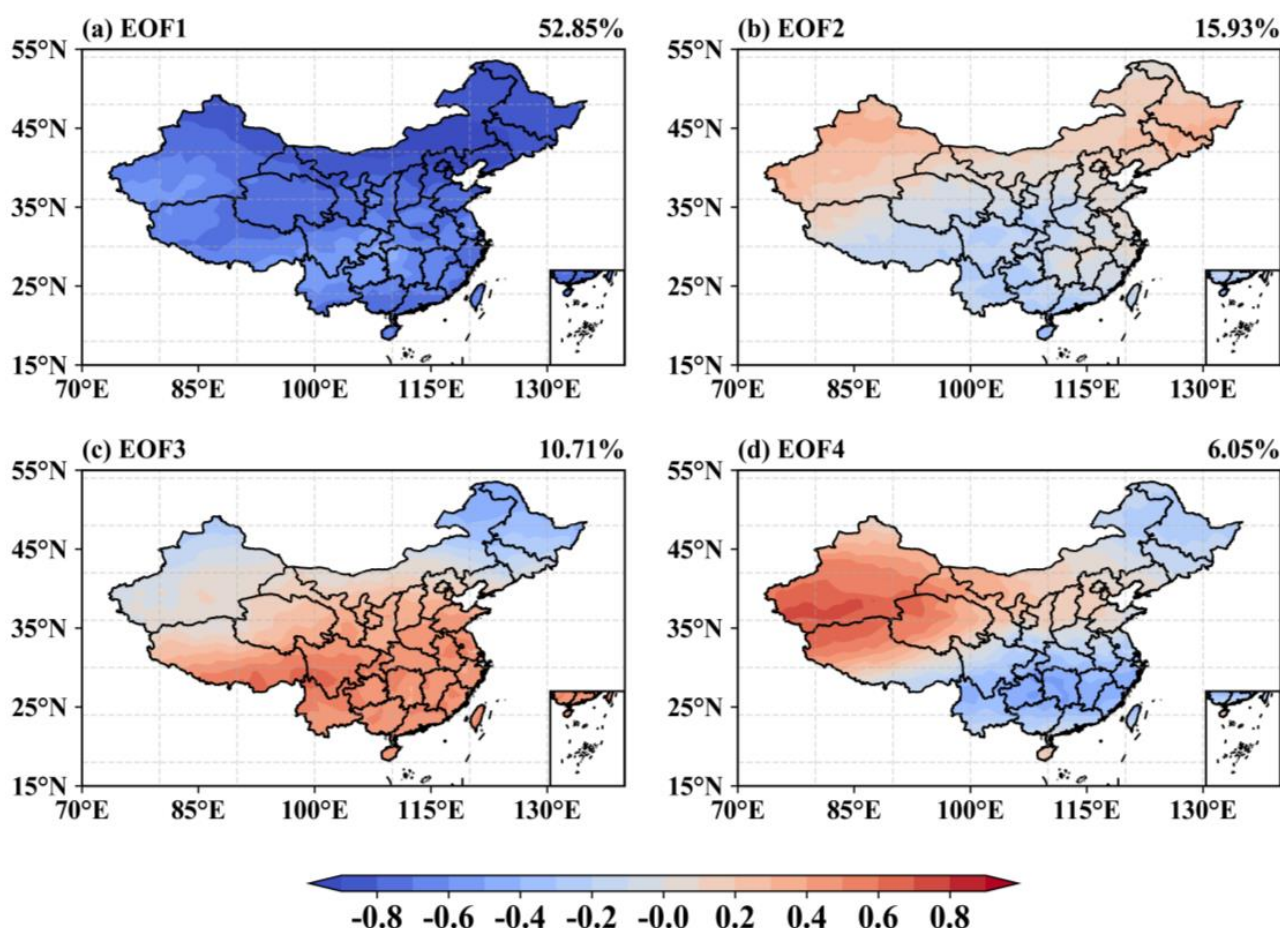 (a) EOF1 52.85%
55°N
45°N
35°N
25°N
15°N
70°E 85°E 100°E 115°E 130°E
(b) EOF2 15.93%
55°N
45°N
35°N
25°N
15°N
70°E 85°E 100°E 115°E 130°E
(c) EOF3 10.71%
55°N
45°N
35°N
25°N
15°N
70°E 85°E 100°E 115°E 130°E
(d) EOF4 6.05%
55°N
45°N
35°N
25°N
15°N
70°E 85°E 100°E 115°E 130°E
-0.8 -0.6 -0.4 -0.2 -0.0 0.2 0.4 0.6 0.8